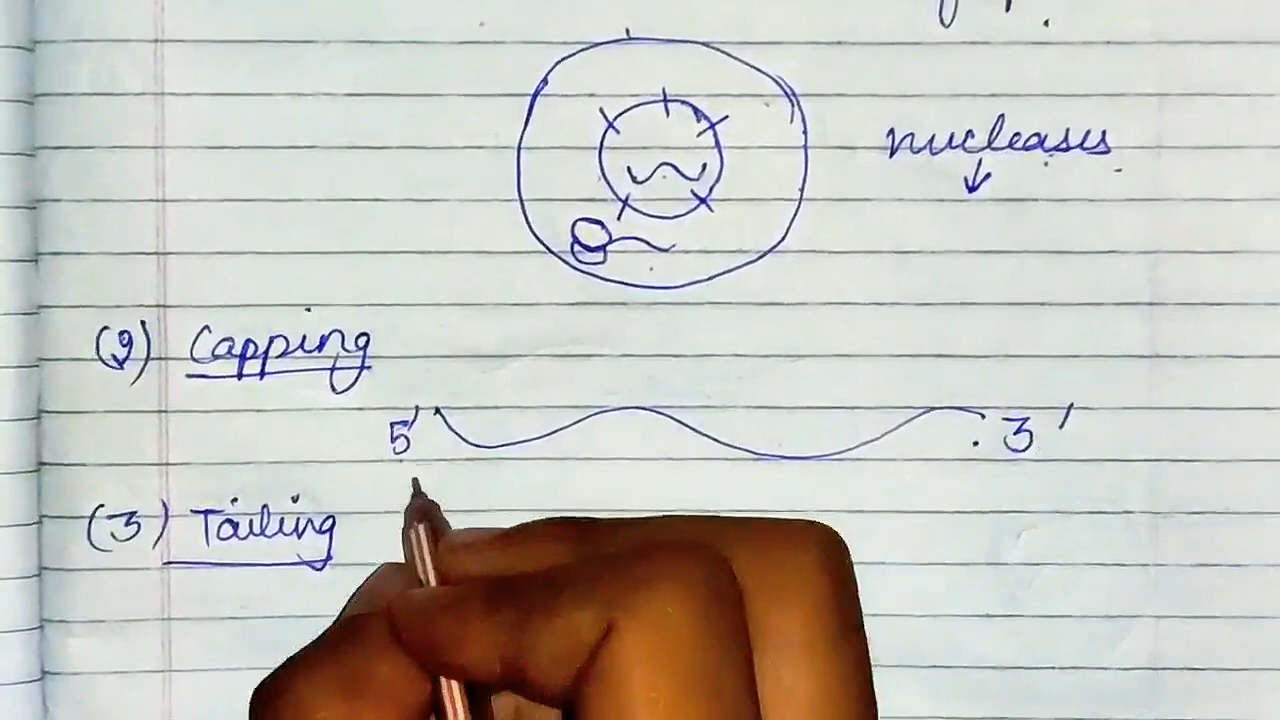 nucleases
↓
(2) Capping
5' 3'
(3) Tailing